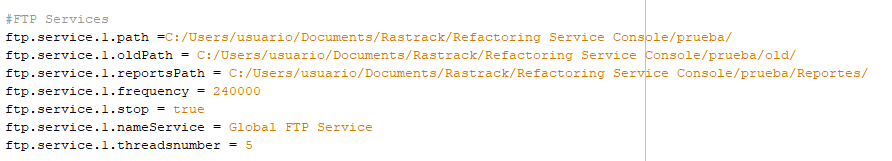 #FTP Services
ftp.service.1.path =C:/Users/usuario/Documents/Rastrack/Refactoring Service Console/prueba/
ftp.service.1.oldPath = C:/Users/usuario/Documents/Rastrack/Refactoring Service Console/prueba/old/
ftp.service.1.reportsPath = C:/Users/usuario/Documents/Rastrack/Refactoring Service Console/prueba/Reportes/
ftp.service.1.frequency = 240000
ftp.service.1.stop = true
ftp.service.1.nameService = Global FTP Service
ftp.service.1.threadsnumber = 5